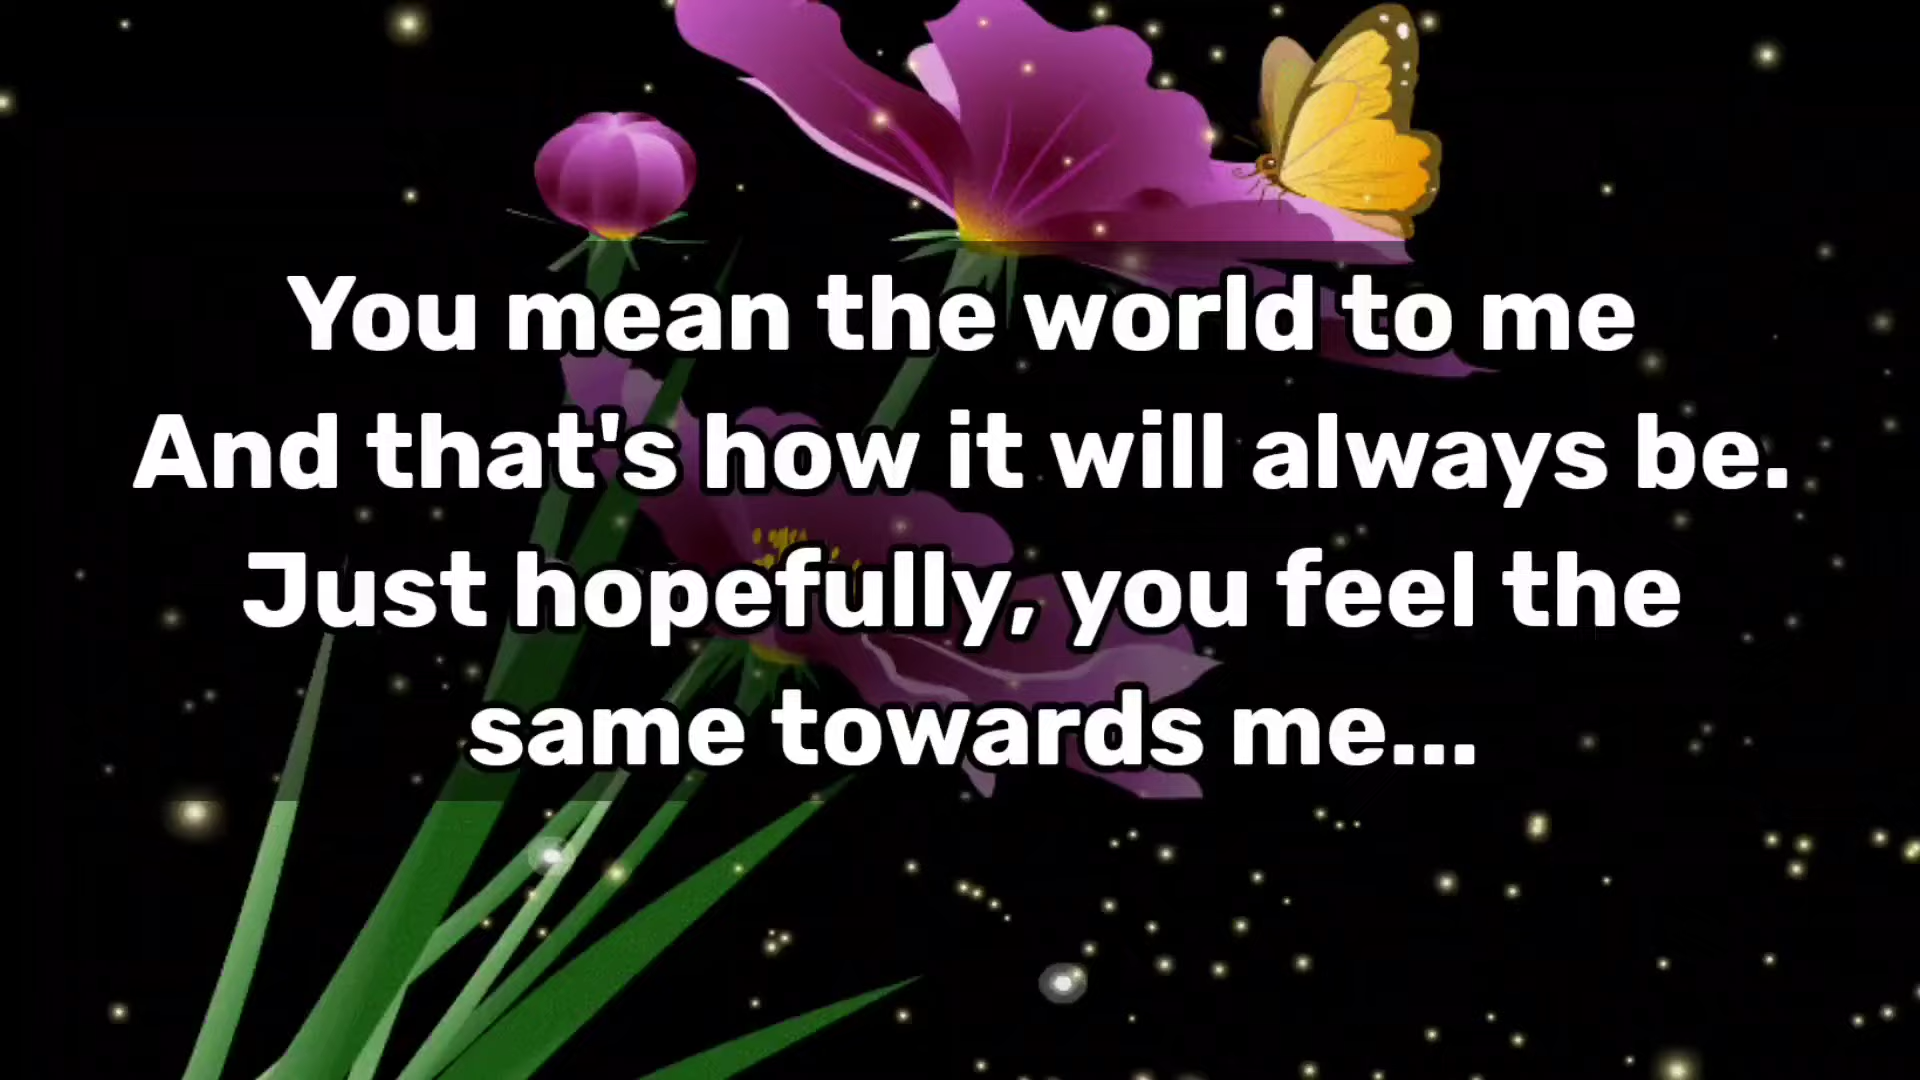 You mean the world to me
And that's how it will always be.
Just hopefully, you feel the
same towards me...